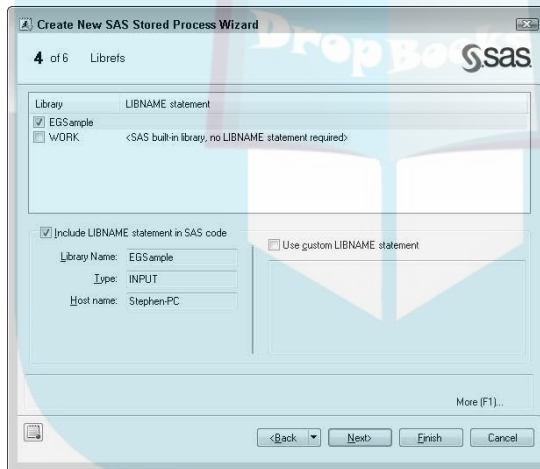 Create New SAS Stored Process Wizard
4 of 6 Librefs
sas
DropBooks
Library LIBNAME statement
EGSample
WORK <SAS built-in library, no LIBNAME statement required>
Include LIBNAME statement in SAS code
Library Name: EGSample
Type: INPUT
Host name: Stephen-PC
Use custom LIBNAME statement
More (F1)...
<Back Next> Finish Cancel